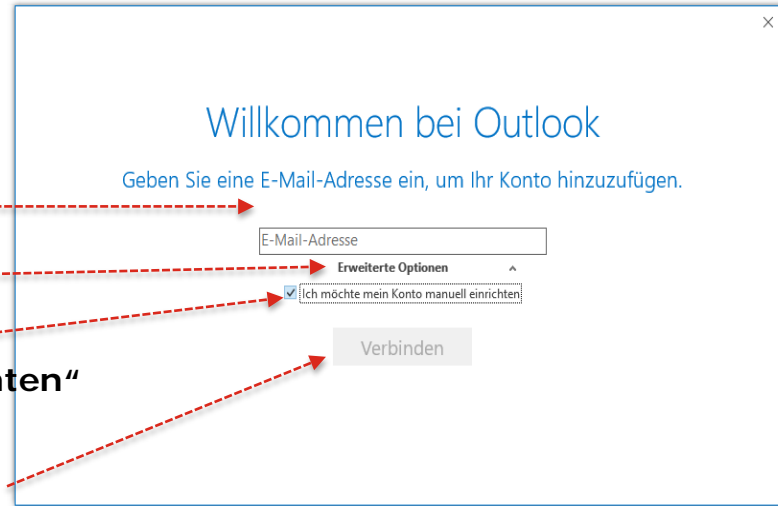 Willkommen bei Outlook
Geben Sie eine E-Mail-Adresse ein, um Ihr Konto hinzuzufügen.
E-Mail-Adresse
Erweiterte Optionen
Ich möchte mein Konto manuell einrichten
Verbinden